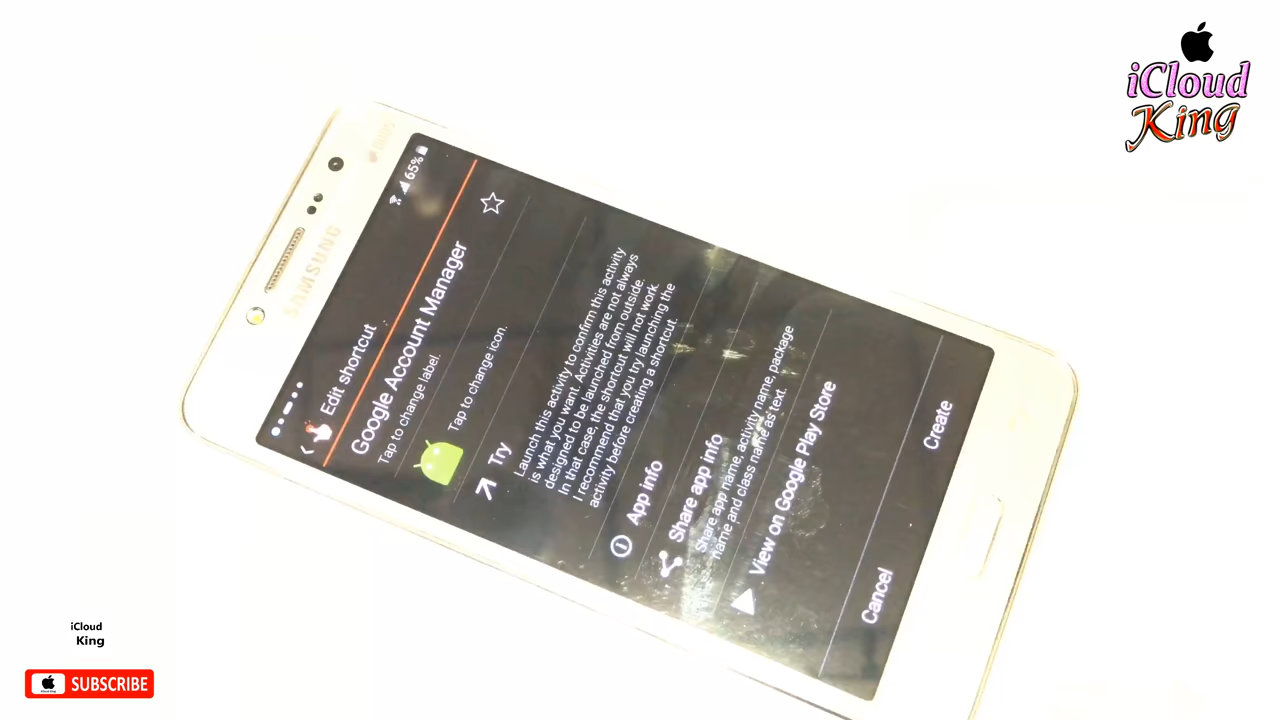 iCloud
King
DUOS
SAMSUNG
65%
Edit shortcut
Google Account Manager
Tap to change label.
Tap to change icon.
Try
Launch this activity to confirm this activity
is what you want. Activities are not always
designed to be launched from outside.
In that case, the shortcut will not work.
I recommend that you try launching the
activity before creating a shortcut.
App info
Share app info
Share app name, activity name, package
name and class name as text.
View on Google Play Store
Cancel
Create
iCloud
King
SUBSCRIBE